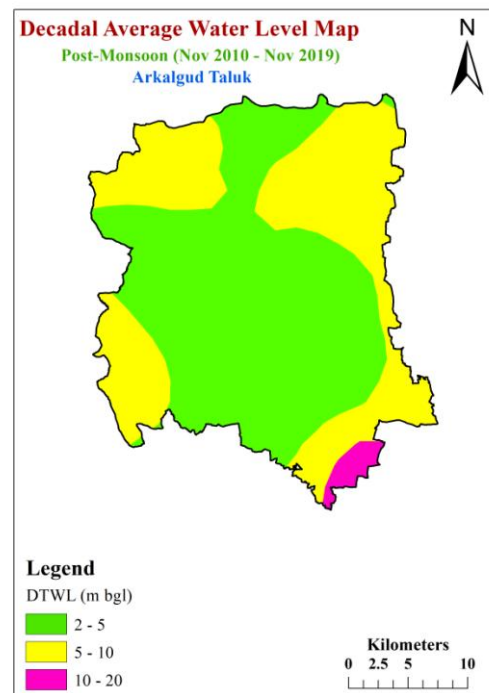 Decadal Average Water Level Map
Post-Monsoon (Nov 2010 - Nov 2019)
Arkalgud Taluk
N
Legend
DTWL (m bgl)
2 - 5
5 - 10
10 - 20
Kilometers
0 2.5 5 10